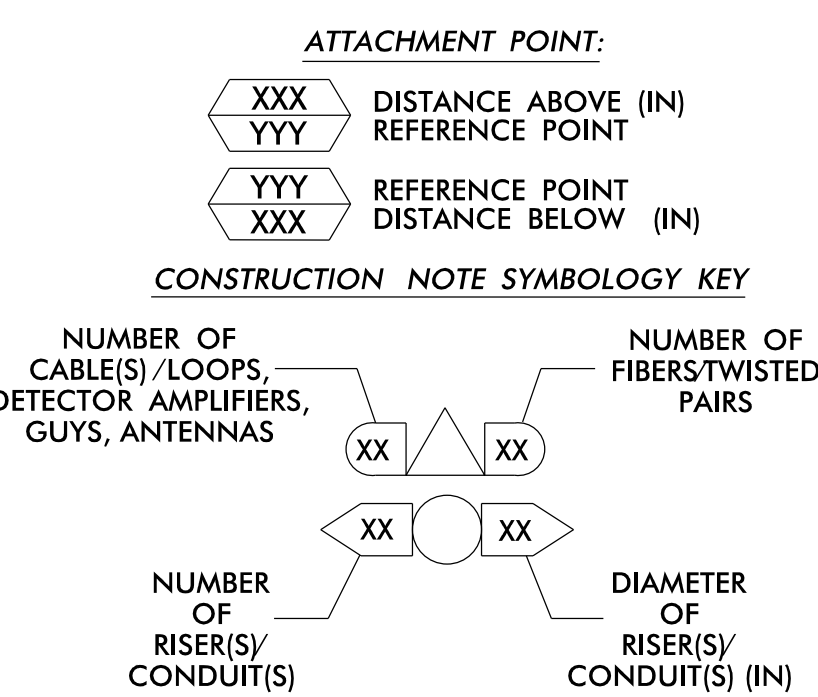 ATTACHMENT POINT:
XXX
YYY
DISTANCE ABOVE (IN)
REFERENCE POINT
YYY
XXX
REFERENCE POINT
DISTANCE BELOW (IN)
CONSTRUCTION NOTE SYMBOLOGY KEY
NUMBER OF
CABLE(S)/LOOPS,
DETECTOR AMPLIFIERS,
GUYS, ANTENNAS
NUMBER OF
FIBERS/TWISTED
PAIRS
XX
XX
XX
XX
NUMBER
OF
RISER(S)/
CONDUIT(S)
DIAMETER
OF
RISER(S)/
CONDUIT(S) (IN)